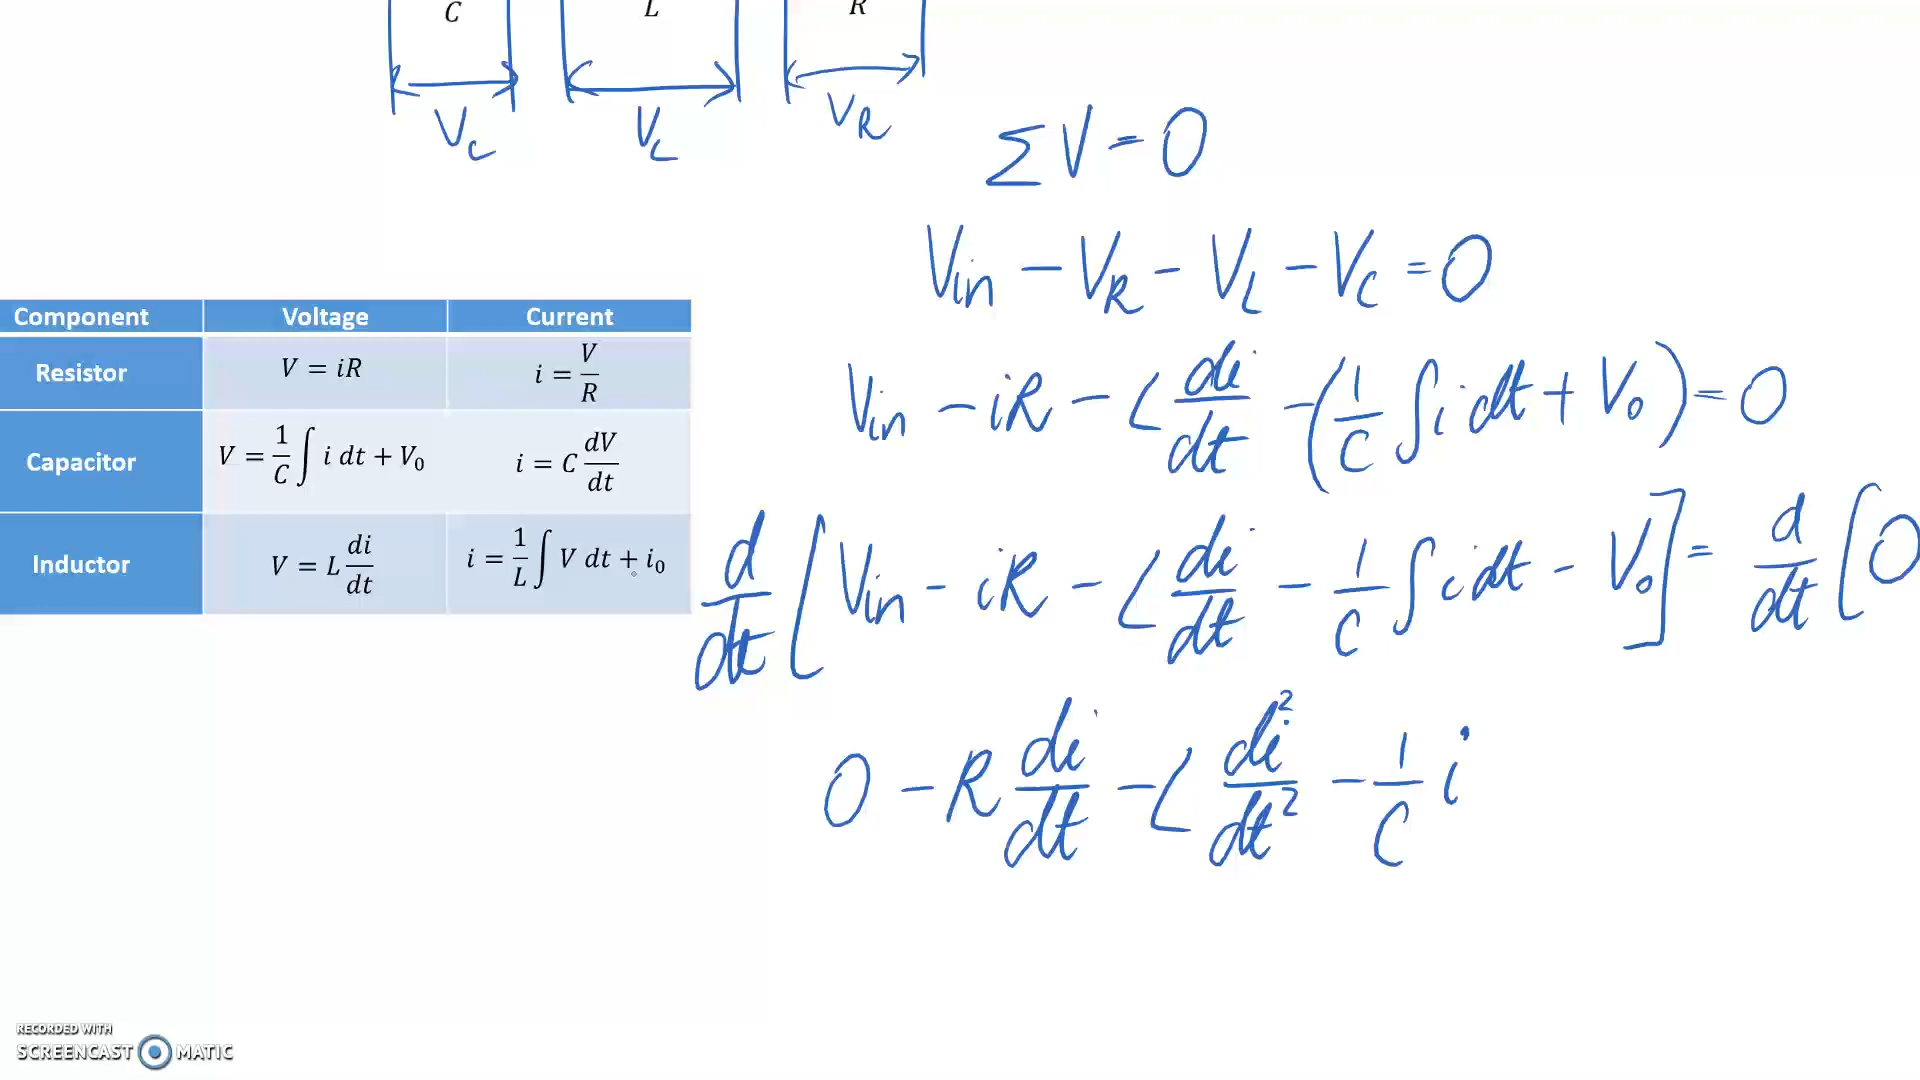 C L R
V_C V_L V_R
ΣV = 0
V_in − V_R − V_L − V_C = 0
Component Voltage Current
Resistor V = iR i = V/R
Capacitor V = 1/C ∫ i dt + V_0 i = C dV/dt
Inductor V = L di/dt i = 1/L ∫ V dt + i_0
V_in − iR − L di/dt − (1/C ∫ i dt + V_0) = 0
d/dt [V_in − iR − L di/dt − 1/C ∫ i dt − V_0] = d/dt [0
0 − R di/dt − L di²/dt² − 1/C i
RECORDED WITH
SCREENCAST MATIC